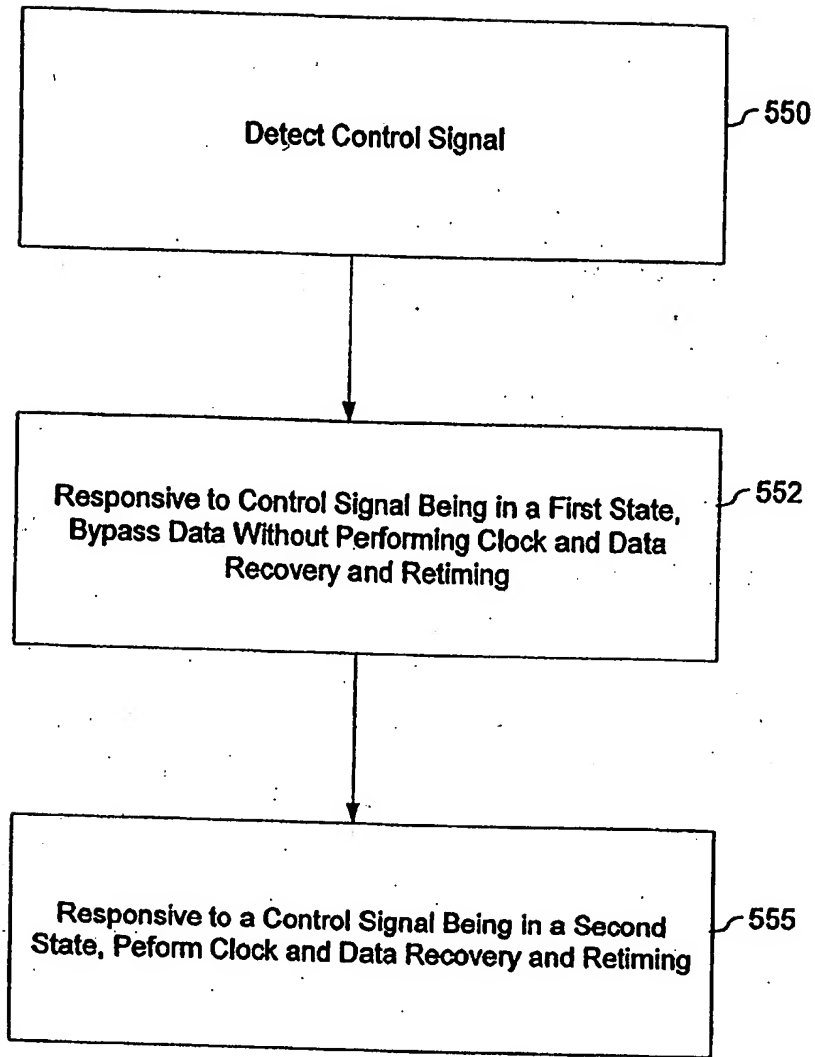 Detect Control Signal
550
Responsive to Control Signal Being in a First State,
Bypass Data Without Performing Clock and Data
Recovery and Retiming
552
Responsive to a Control Signal Being in a Second
State, Peform Clock and Data Recovery and Retiming
555